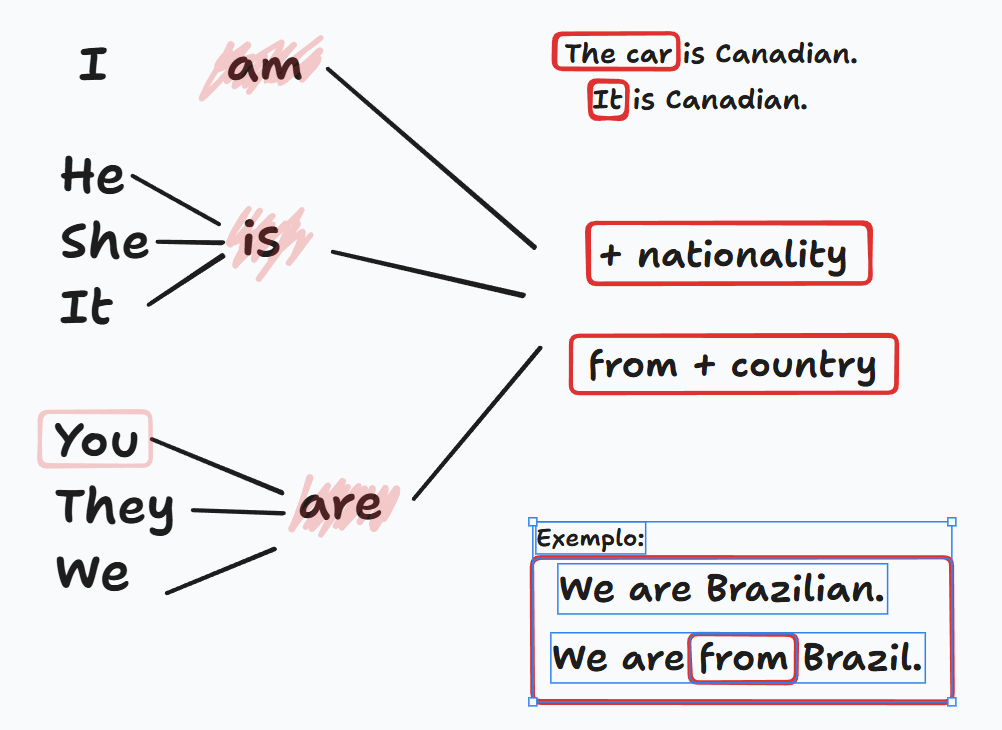 I am
The car is Canadian.
It is Canadian.
He
She is
It
+ nationality
from + country
You
They are
We
Exemplo:
We are Brazilian.
We are from Brazil.